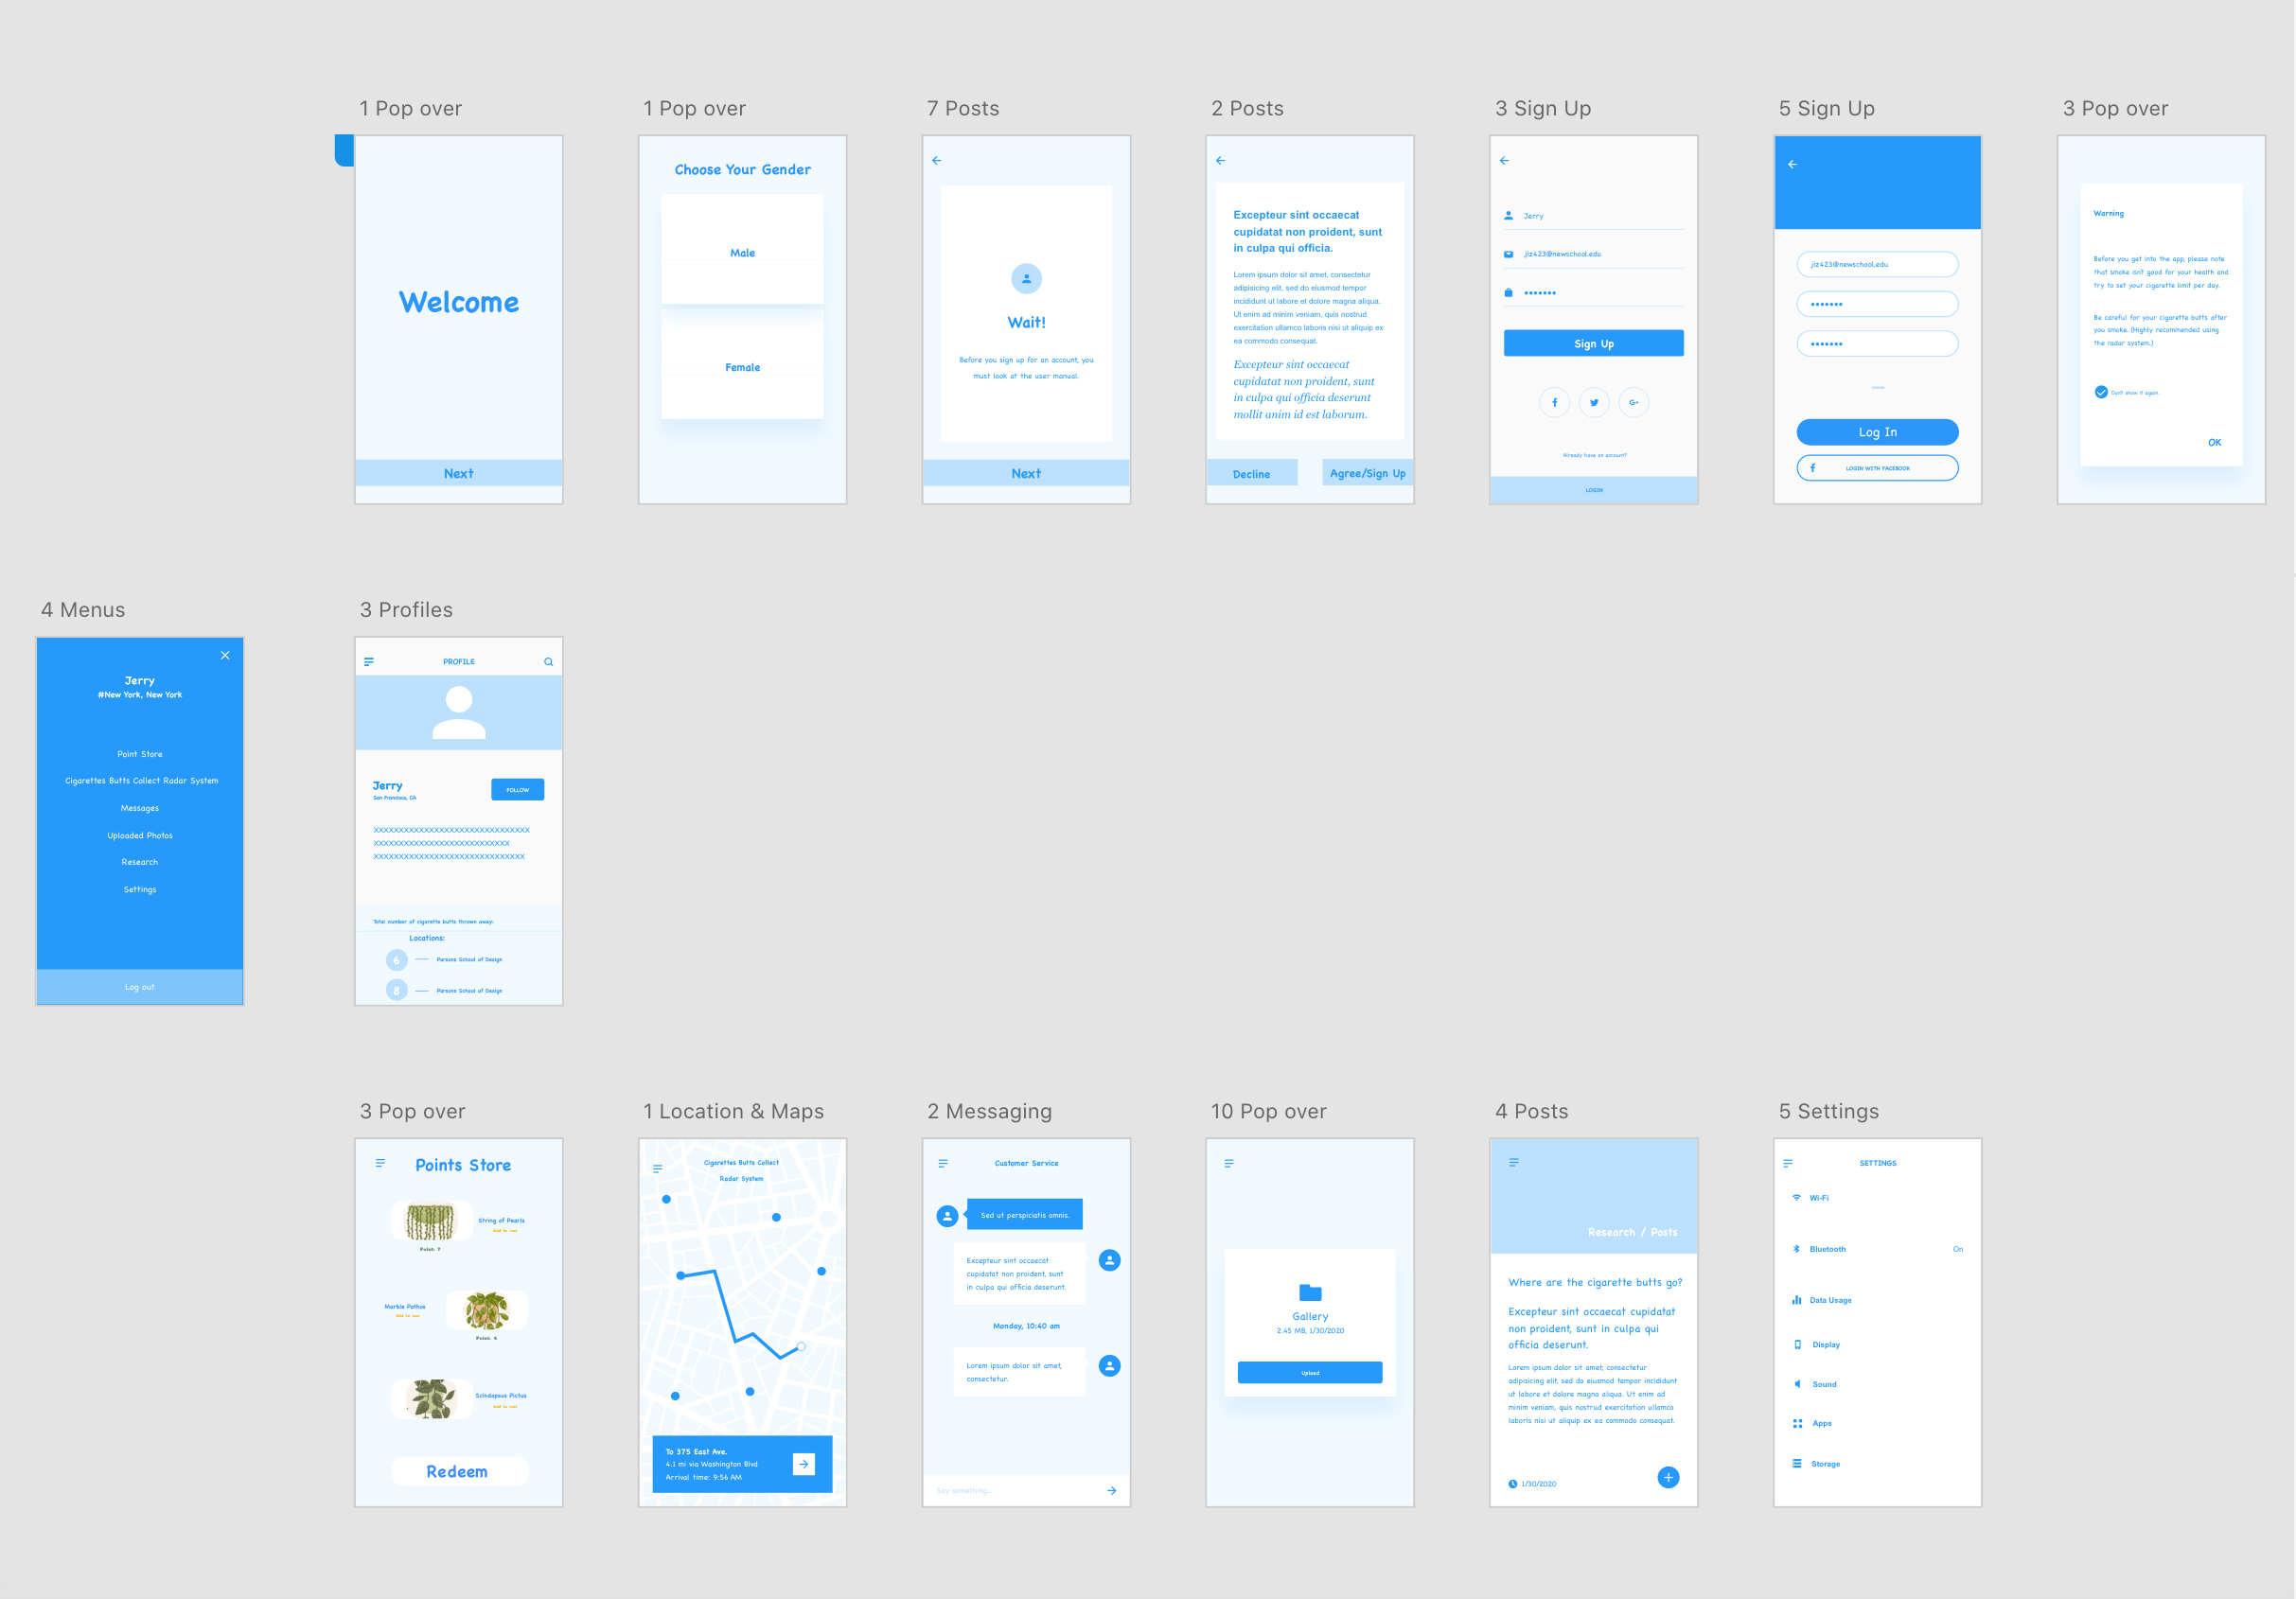 1 Pop over
Welcome
Next
1 Pop over
Choose Your Gender
Male
Female
7 Posts
Wait!
Before you sign up for an account, you
must look at the user manual.
Next
2 Posts
Excepteur sint occaecat
cupidatat non proident, sunt
in culpa qui officia.
Lorem ipsum dolor sit amet, consectetur
adipisicing elit, sed do eiusmod tempor
incididunt ut labore et dolore magna aliqua.
Ut enim ad minim veniam, quis nostrud
exercitation ullamco laboris nisi ut aliquip ex
ea commodo consequat.
Excepteur sint occaecat
cupidatat non proident, sunt
in culpa qui officia deserunt
mollit anim id est laborum.
Decline
Agree/Sign Up
3 Sign Up
Jerry
jiz423@newschool.edu
•••••••
Sign Up
Already have an account?
LOGIN
5 Sign Up
jiz423@newschool.edu
•••••••
•••••••
Log In
LOGIN WITH FACEBOOK
3 Pop over
Warning
Before you get into the app, please note
that smoke isn't good for your health and
try to set your cigarette limit per day.
Be careful for your cigarette butts after
you smoke. (Highly recommended using
the radar system.)
Don't show it again.
OK
4 Menus
Jerry
#New York, New York
Point Store
Cigarettes Butts Collect Radar System
Messages
Uploaded Photos
Research
Settings
Log out
3 Profiles
PROFILE
Jerry
San Francisco, CA
FOLLOW
XXXXXXXXXXXXXXXXXXXXXXXXXXXXXXX
XXXXXXXXXXXXXXXXXXXXXXXXXXX
XXXXXXXXXXXXXXXXXXXXXXXXXXXXXX
Total number of cigarette butts thrown away:
Locations:
6 Parsons School of Design
8 Parsons School of Design
3 Pop over
Points Store
String of Pearls
Add to cart
Point: 7
Marble Pothos
Add to cart
Point: 4
Scindapsus Pictus
Add to cart
Redeem
1 Location & Maps
Cigarettes Butts Collect
Radar System
To 375 East Ave.
4.1 mi via Washington Blvd
Arrival time: 9:56 AM
2 Messaging
Customer Service
Sed ut perspiciatis omnis.
Excepteur sint occaecat
cupidatat non proident, sunt
in culpa qui officia deserunt.
Monday, 10:40 am
Lorem ipsum dolor sit amet,
consectetur.
Say something...
10 Pop over
Gallery
2.45 MB, 1/30/2020
Upload
4 Posts
Research / Posts
Where are the cigarette butts go?
Excepteur sint occaecat cupidatat
non proident, sunt in culpa qui
officia deserunt.
Lorem ipsum dolor sit amet, consectetur
adipisicing elit, sed do eiusmod tempor incididunt
ut labore et dolore magna aliqua. Ut enim ad
minim veniam, quis nostrud exercitation ullamco
laboris nisi ut aliquip ex ea commodo consequat.
1/30/2020
5 Settings
SETTINGS
Wi-Fi
Bluetooth
On
Data Usage
Display
Sound
Apps
Storage